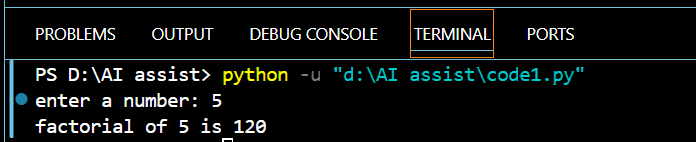 PROBLEMS OUTPUT DEBUG CONSOLE TERMINAL PORTS
PS D:\AI assist> python -u "d:\AI assist\code1.py"
enter a number: 5
factorial of 5 is 120